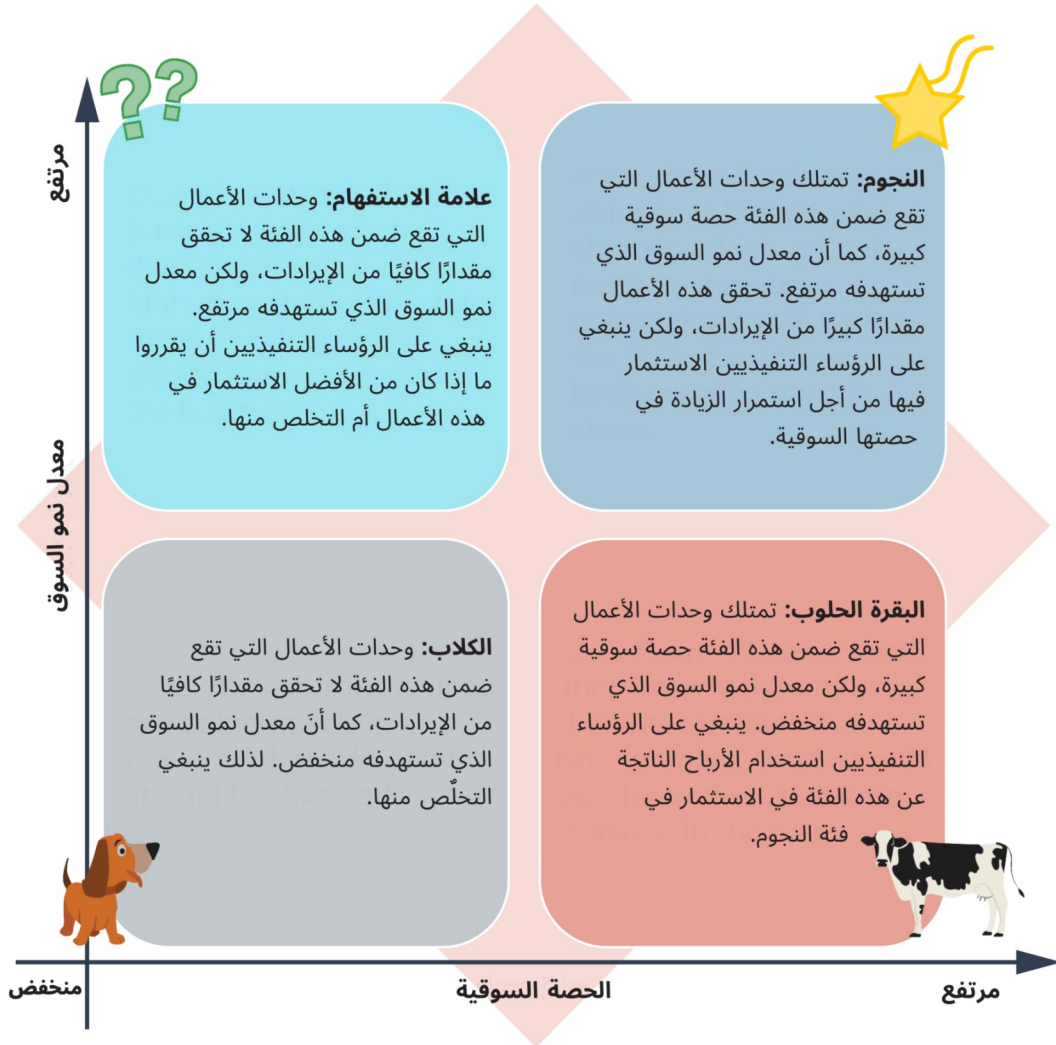 ??
مرتفع
النجوم: تمتلك وحدات الأعمال التي
تقع ضمن هذه الفئة حصة سوقية
كبيرة، كما أن معدل نمو السوق الذي
تستهدفه مرتفع. تحقق هذه الأعمال
مقدارًا كبيرًا من الإيرادات، ولكن ينبغي
على الرؤساء التنفيذيين الاستثمار
فيها من أجل استمرار الزيادة في
حصتها السوقية.
علامة الاستفهام: وحدات الأعمال
التي تقع ضمن هذه الفئة لا تحقق
مقدارًا كافيًا من الإيرادات، ولكن معدل
نمو السوق الذي تستهدفه مرتفع.
ينبغي على الرؤساء التنفيذيين أن يقرروا
ما إذا كان من الأفضل الاستثمار في
هذه الأعمال أم التخلص منها.
معدل نمو السوق
البقرة الحلوب: تمتلك وحدات الأعمال
التي تقع ضمن هذه الفئة حصة سوقية
كبيرة، ولكن معدل نمو السوق الذي
تستهدفه منخفض. ينبغي على الرؤساء
التنفيذيين استخدام الأرباح الناتجة
عن هذه الفئة في الاستثمار في
فئة النجوم.
الكلاب: وحدات الأعمال التي تقع
ضمن هذه الفئة لا تحقق مقدارًا كافيًا
من الإيرادات، كما أنَ معدل نمو السوق
الذي تستهدفه منخفض. لذلك ينبغي
التخلٌص منها.
مرتفع
الحصة السوقية
منخفض